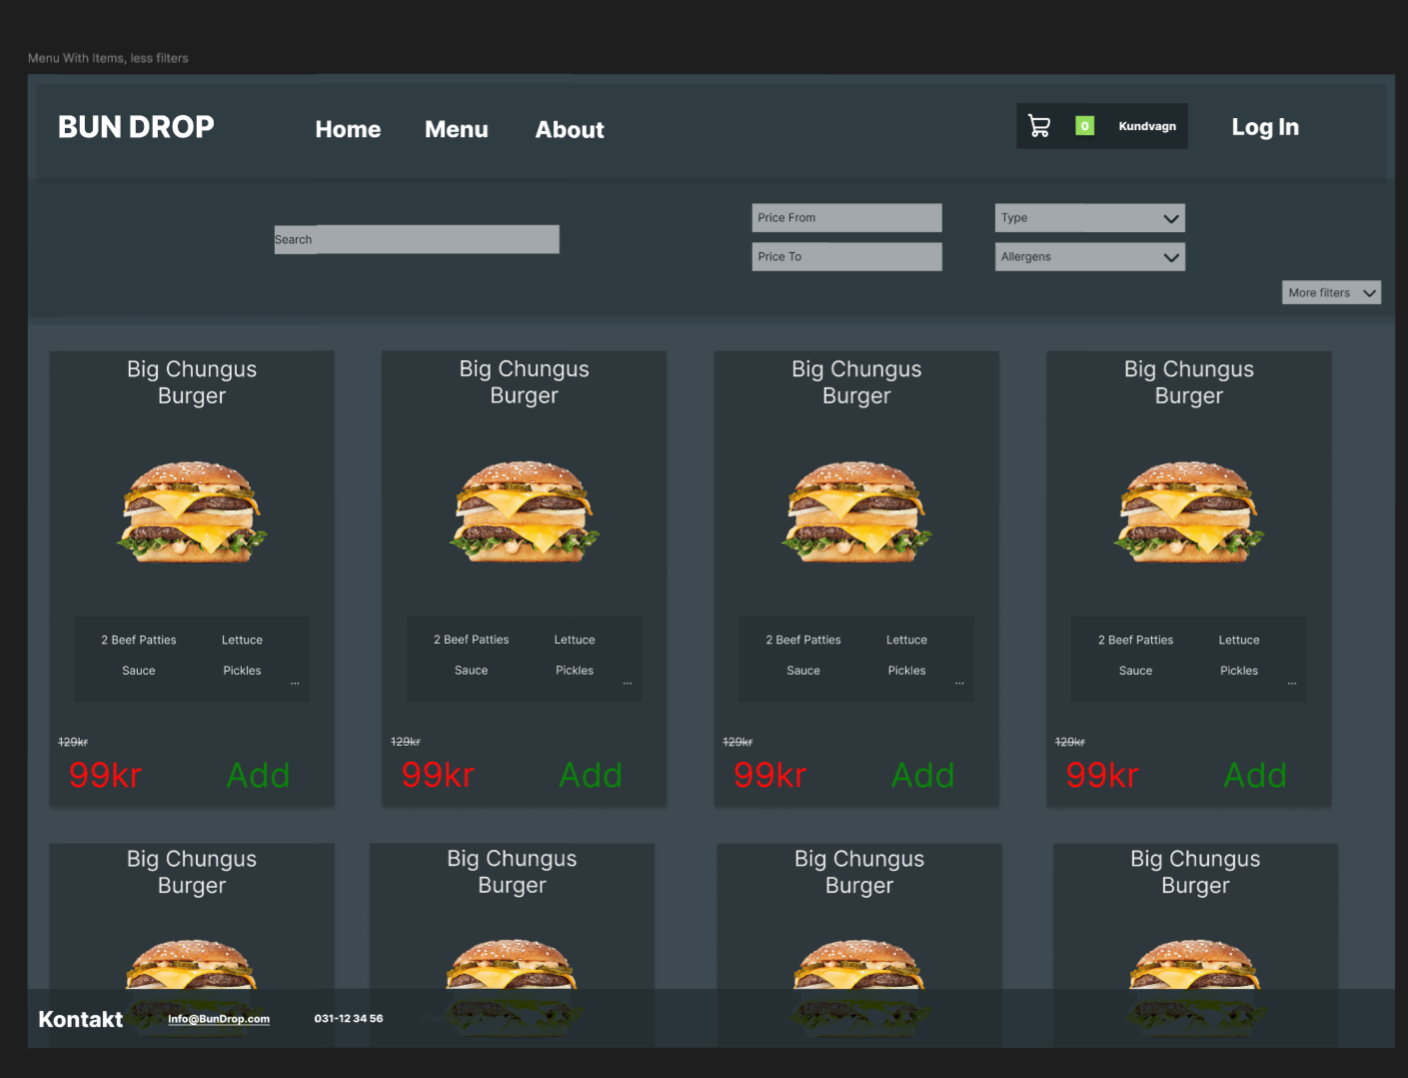 Menu With Items, less filters
BUN DROP
Home
Menu
About
0
Kundvagn
Log In
Search
Price From
Type
Price To
Allergens
More filters
Big Chungus
Burger
Big Chungus
Burger
Big Chungus
Burger
Big Chungus
Burger
2 Beef Patties
Lettuce
Sauce
Pickles
...
2 Beef Patties
Lettuce
Sauce
Pickles
...
2 Beef Patties
Lettuce
Sauce
Pickles
...
2 Beef Patties
Lettuce
Sauce
Pickles
...
129kr
99kr
Add
129kr
99kr
Add
129kr
99kr
Add
129kr
99kr
Add
Big Chungus
Burger
Big Chungus
Burger
Big Chungus
Burger
Big Chungus
Burger
Kontakt
Info@BunDrop.com
031-12 34 56